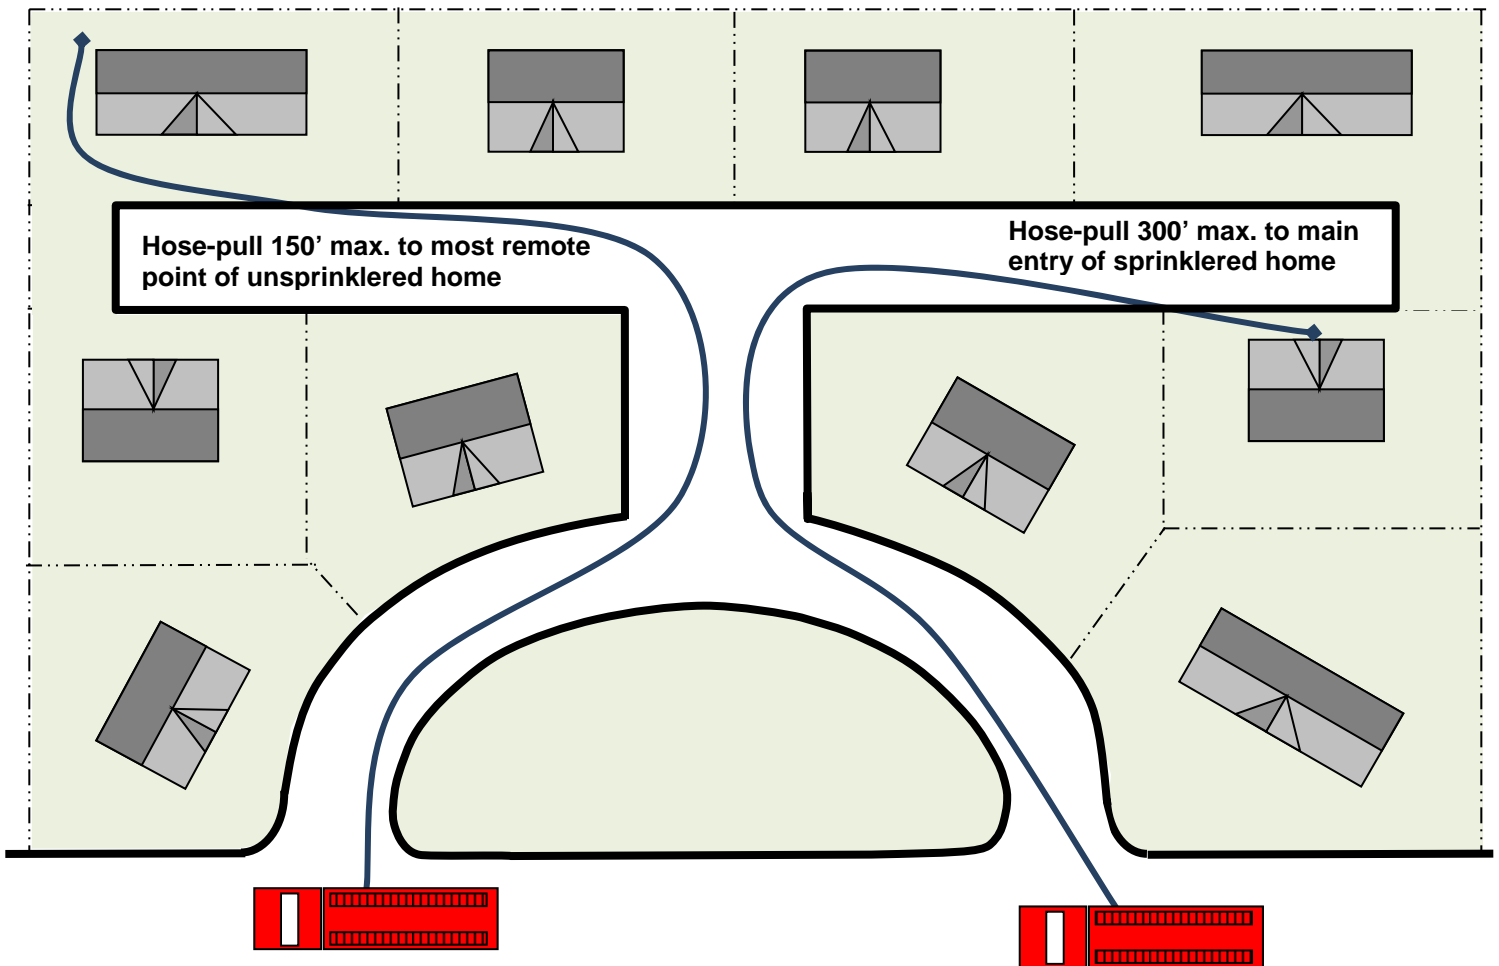 Hose-pull 150’ max. to most remote
point of unsprinklered home
Hose-pull 300’ max. to main
entry of sprinklered home